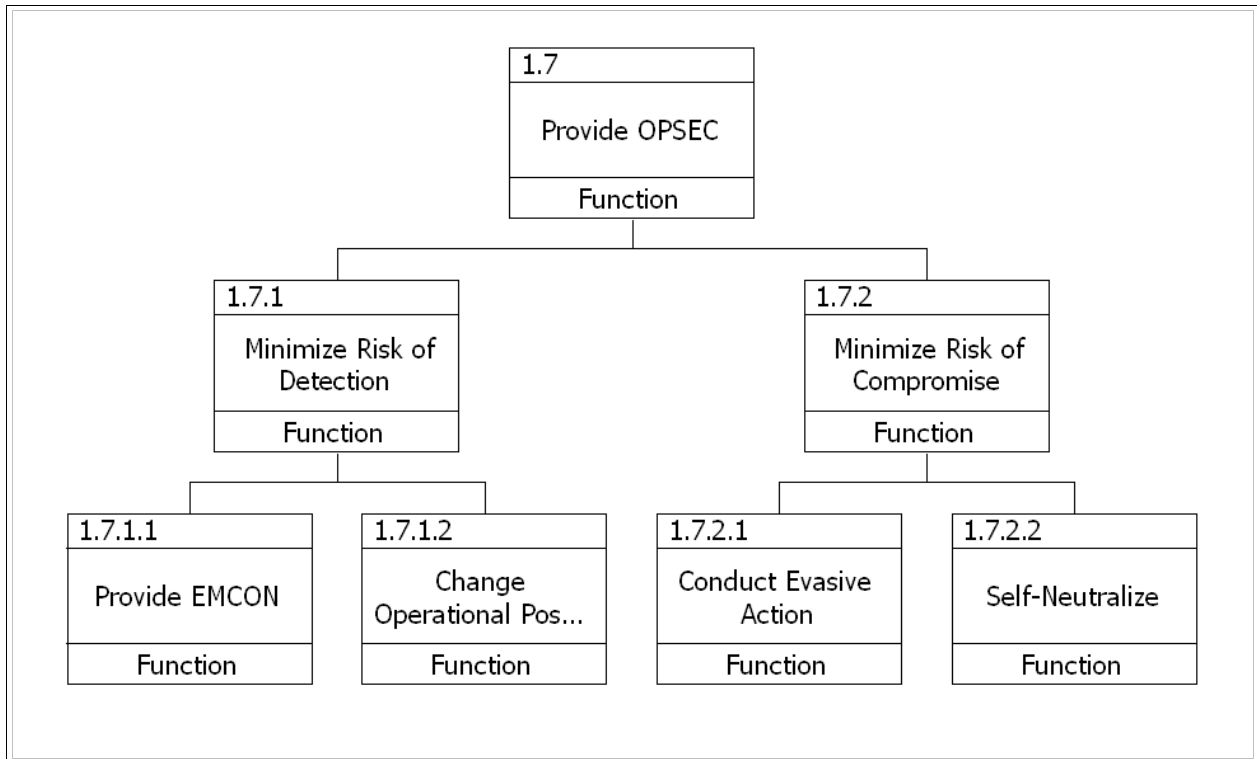 1.7
Provide OPSEC
Function
1.7.1
Minimize Risk of
Detection
Function
1.7.2
Minimize Risk of
Compromise
Function
1.7.1.1
Provide EMCON
Function
1.7.1.2
Change
Operational Pos...
Function
1.7.2.1
Conduct Evasive
Action
Function
1.7.2.2
Self-Neutralize
Function